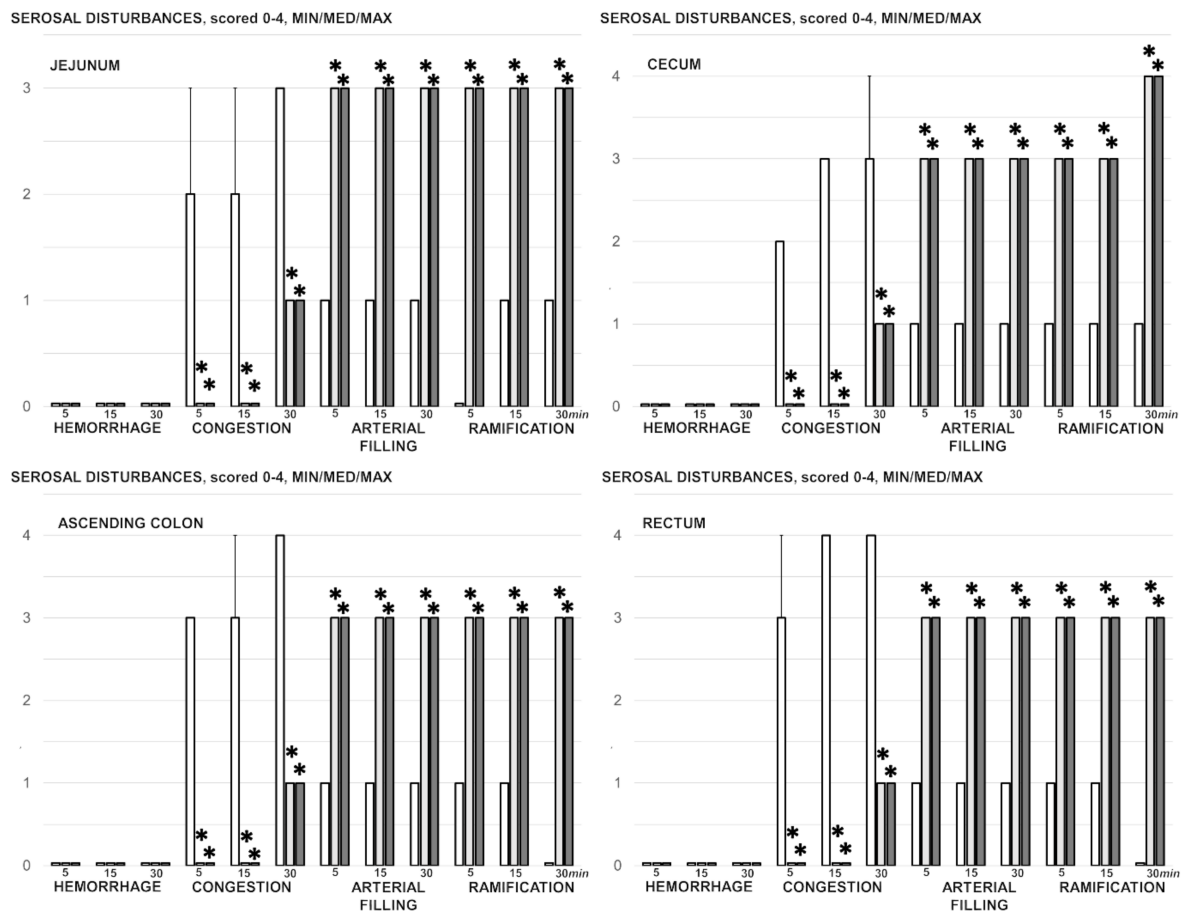 SEROSAL DISTURBANCES, scored 0-4, MIN/MED/MAX
JEJUNUM
3
2
1
0
* * * * * * * * * * * *
* *
* * * *
5 15 30 5 15 30 5 15 30 5 15 30min
HEMORRHAGE CONGESTION ARTERIAL FILLING RAMIFICATION
SEROSAL DISTURBANCES, scored 0-4, MIN/MED/MAX
CECUM
4
3
2
1
0
* *
* * * * * * * * * *
* *
* * * *
5 15 30 5 15 30 5 15 30 5 15 30min
HEMORRHAGE CONGESTION ARTERIAL FILLING RAMIFICATION
SEROSAL DISTURBANCES, scored 0-4, MIN/MED/MAX
ASCENDING COLON
4
3
2
1
0
* * * * * * * * * * * *
* *
* * * *
5 15 30 5 15 30 5 15 30 5 15 30min
HEMORRHAGE CONGESTION ARTERIAL FILLING RAMIFICATION
SEROSAL DISTURBANCES, scored 0-4, MIN/MED/MAX
RECTUM
4
3
2
1
0
* * * * * * * * * * * *
* *
* * * *
5 15 30 5 15 30 5 15 30 5 15 30min
HEMORRHAGE CONGESTION ARTERIAL FILLING RAMIFICATION